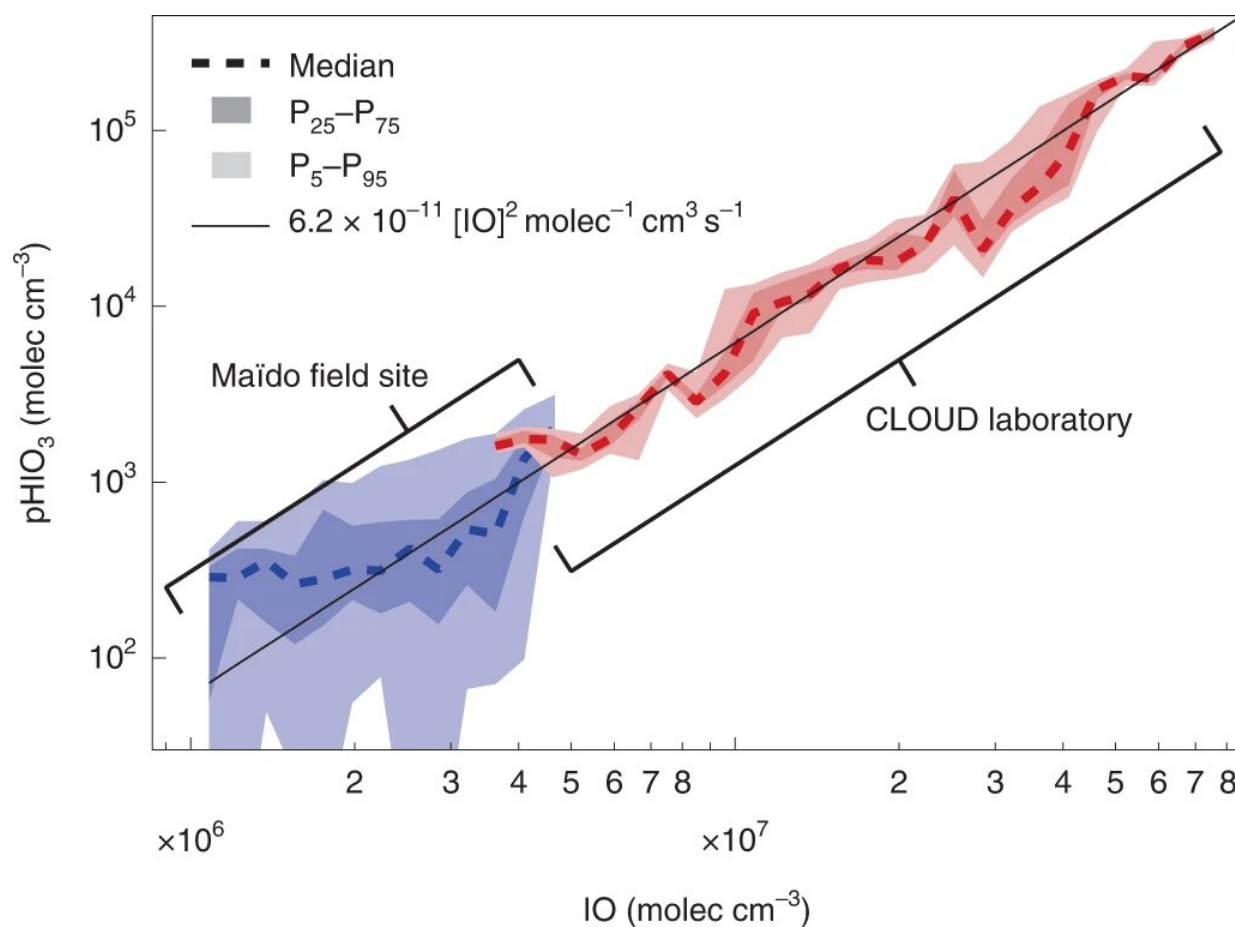 Median
P₂₅–P₇₅
P₅–P₉₅
6.2 × 10⁻¹¹ [IO]² molec⁻¹ cm³ s⁻¹
10⁵
10⁴
10³
10²
pHIO₃ (molec cm⁻³)
Maïdo field site
CLOUD laboratory
2 3 4 5 6 7 8 2 3 4 5 6 7 8
×10⁶ ×10⁷
IO (molec cm⁻³)